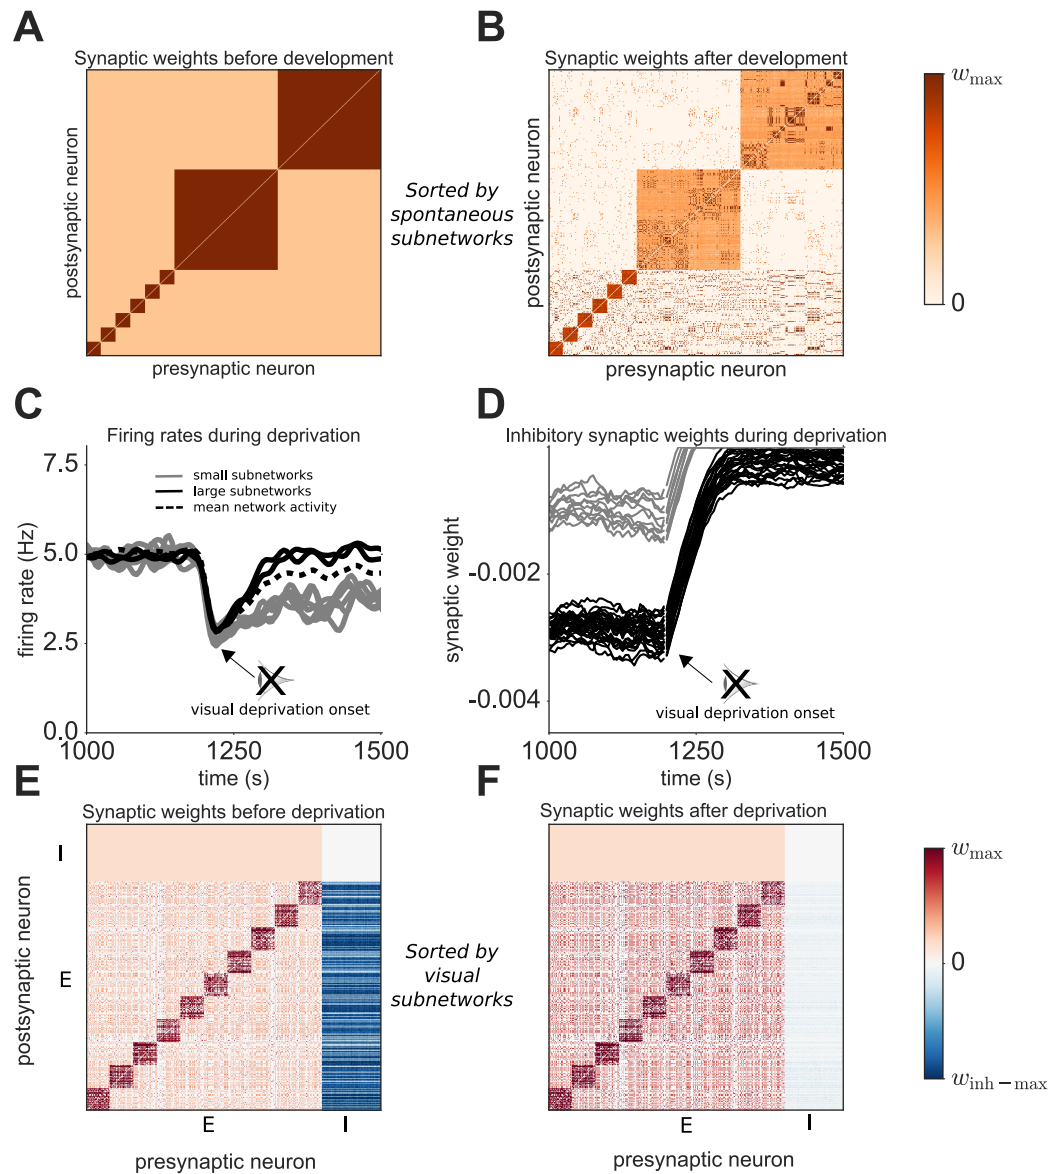 A
B
Synaptic weights before development
Synaptic weights after development
postsynaptic neuron
presynaptic neuron
Sorted by
spontaneous
subnetworks
postsynaptic neuron
presynaptic neuron
w_max
0
C
D
Firing rates during deprivation
Inhibitory synaptic weights during deprivation
7.5
5.0
2.5
0.0
firing rate (Hz)
small subnetworks
large subnetworks
mean network activity
visual deprivation onset
1000
1250
1500
time (s)
-0.002
-0.004
synaptic weight
visual deprivation onset
1000
1250
1500
time (s)
E
F
Synaptic weights before deprivation
Synaptic weights after deprivation
I
E
postsynaptic neuron
E
I
presynaptic neuron
Sorted by
visual
subnetworks
E
I
presynaptic neuron
w_max
0
w_inh−max